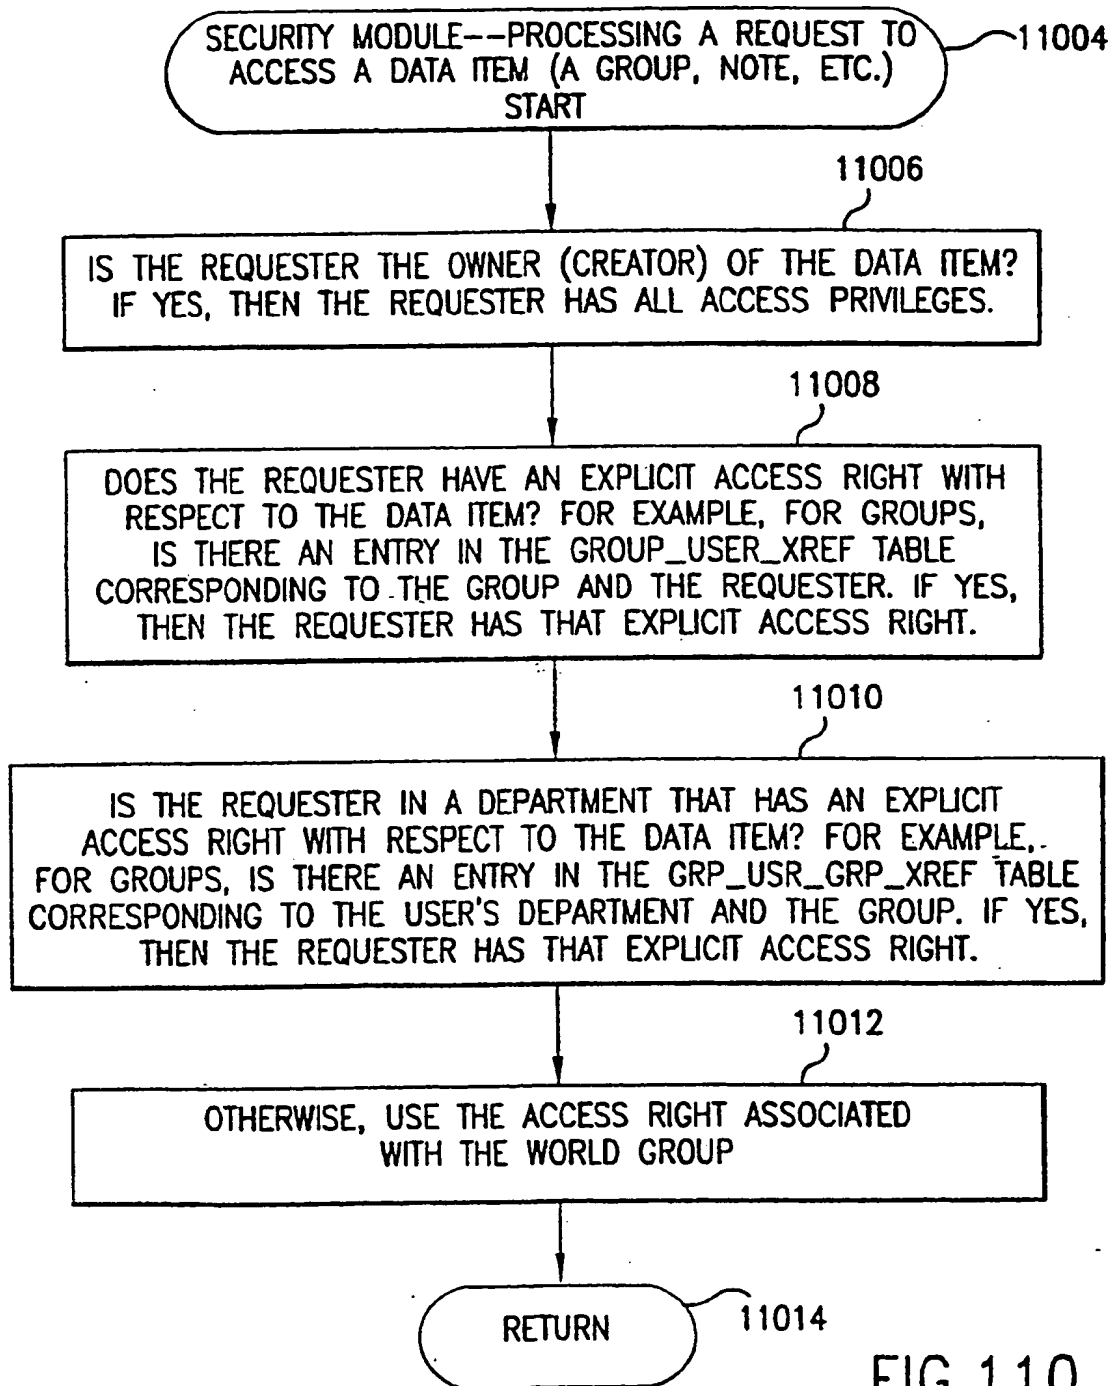 SECURITY MODULE--PROCESSING A REQUEST TO
ACCESS A DATA ITEM (A GROUP, NOTE, ETC.)
START
11004
11006
IS THE REQUESTER THE OWNER (CREATOR) OF THE DATA ITEM?
IF YES, THEN THE REQUESTER HAS ALL ACCESS PRIVILEGES.
11008
DOES THE REQUESTER HAVE AN EXPLICIT ACCESS RIGHT WITH
RESPECT TO THE DATA ITEM? FOR EXAMPLE, FOR GROUPS,
IS THERE AN ENTRY IN THE GROUP_USER_XREF TABLE
CORRESPONDING TO THE GROUP AND THE REQUESTER. IF YES,
THEN THE REQUESTER HAS THAT EXPLICIT ACCESS RIGHT.
11010
IS THE REQUESTER IN A DEPARTMENT THAT HAS AN EXPLICIT
ACCESS RIGHT WITH RESPECT TO THE DATA ITEM? FOR EXAMPLE,
FOR GROUPS, IS THERE AN ENTRY IN THE GRP_USR_GRP_XREF TABLE
CORRESPONDING TO THE USER'S DEPARTMENT AND THE GROUP. IF YES,
THEN THE REQUESTER HAS THAT EXPLICIT ACCESS RIGHT.
11012
OTHERWISE, USE THE ACCESS RIGHT ASSOCIATED
WITH THE WORLD GROUP
RETURN
11014
FIG.110